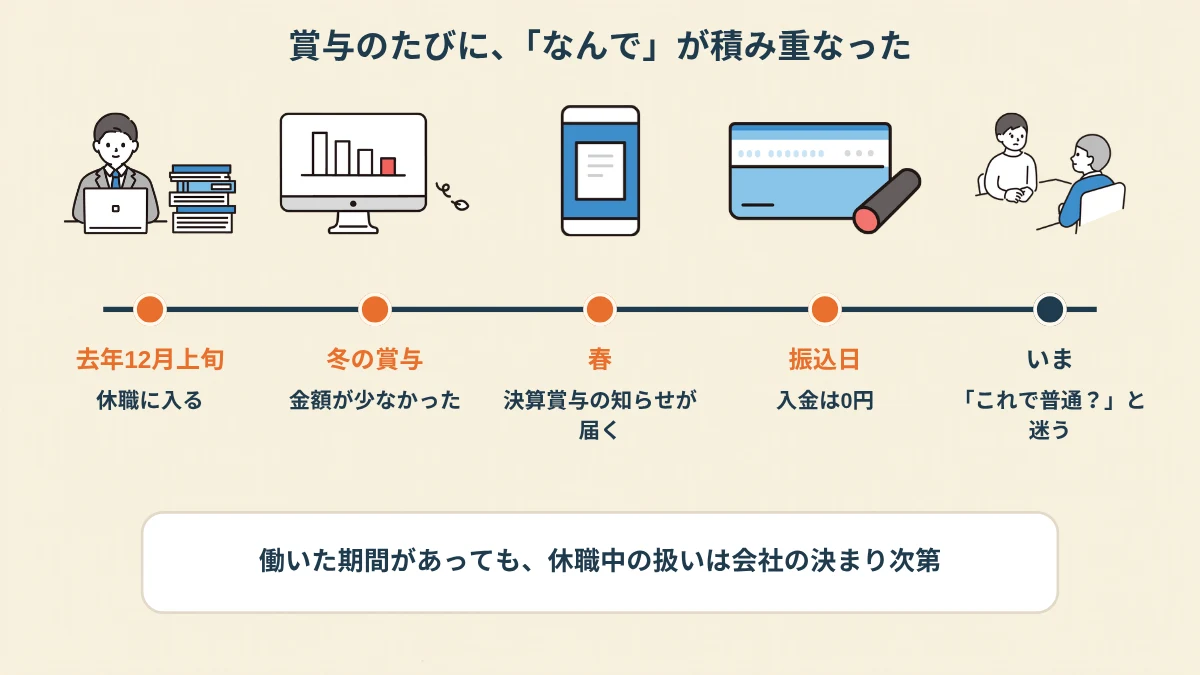 賞与のたびに、「なんで」が積み重なった
去年12月上旬
休職に入る
冬の賞与
金額が少なかった
春
決算賞与の知らせが
届く
振込日
入金は0円
いま
「これで普通？」と
迷う
働いた期間があっても、休職中の扱いは会社の決まり次第